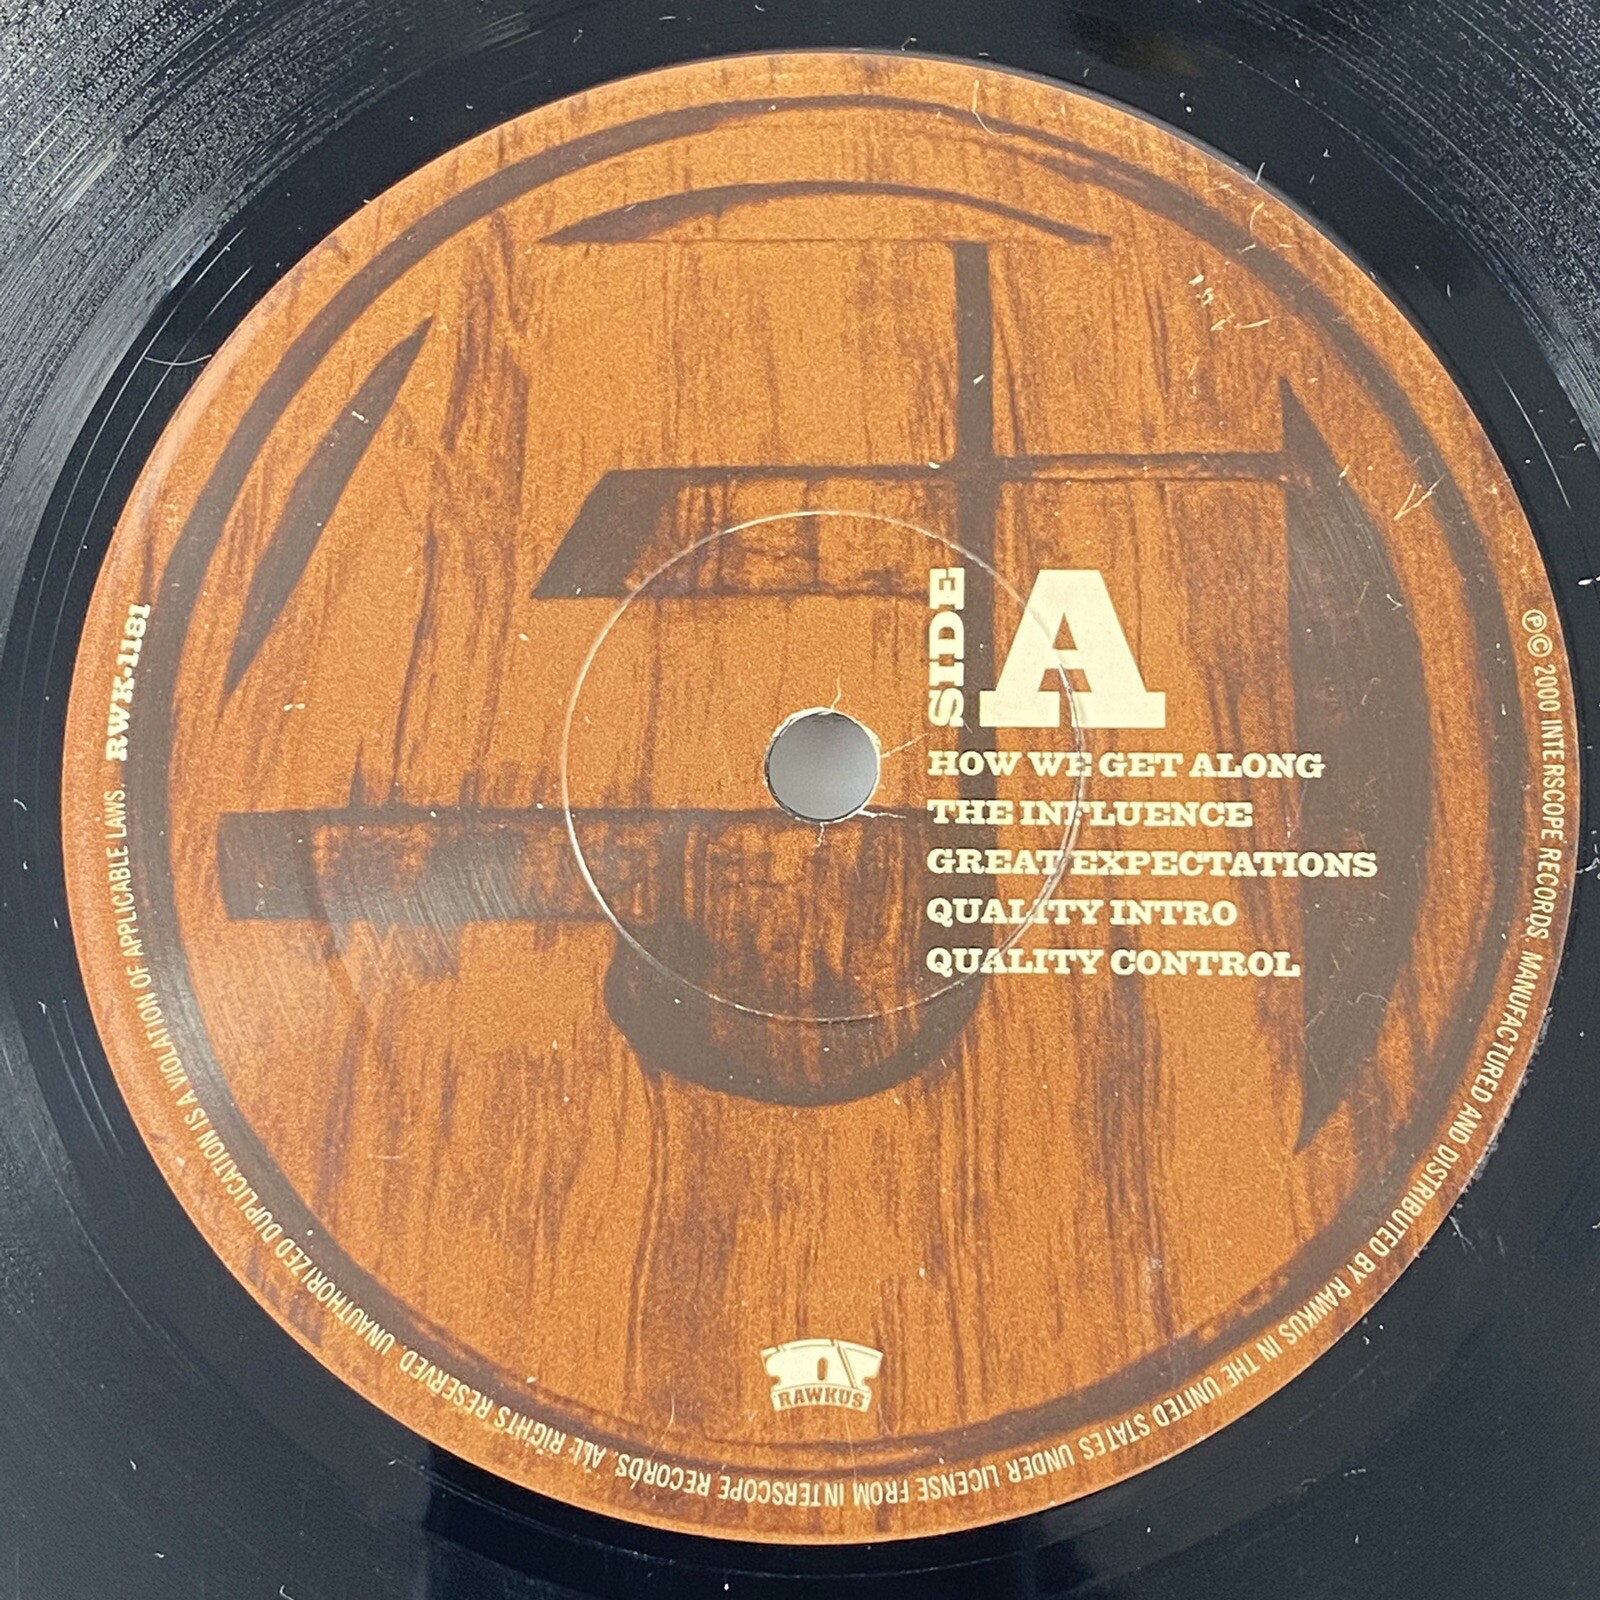 SIDE A
HOW WE GET ALONG
THE INFLUENCE
GREAT EXPECTATIONS
QUALITY INTRO
QUALITY CONTROL
RAWKUS
℗© 2000 INTERSCOPE RECORDS. MANUFACTURED AND DISTRIBUTED BY RAWKUS IN THE UNITED STATES UNDER LICENSE FROM INTERSCOPE RECORDS. ALL RIGHTS RESERVED. UNAUTHORIZED DUPLICATION IS A VIOLATION OF APPLICABLE LAWS. RWK-1181